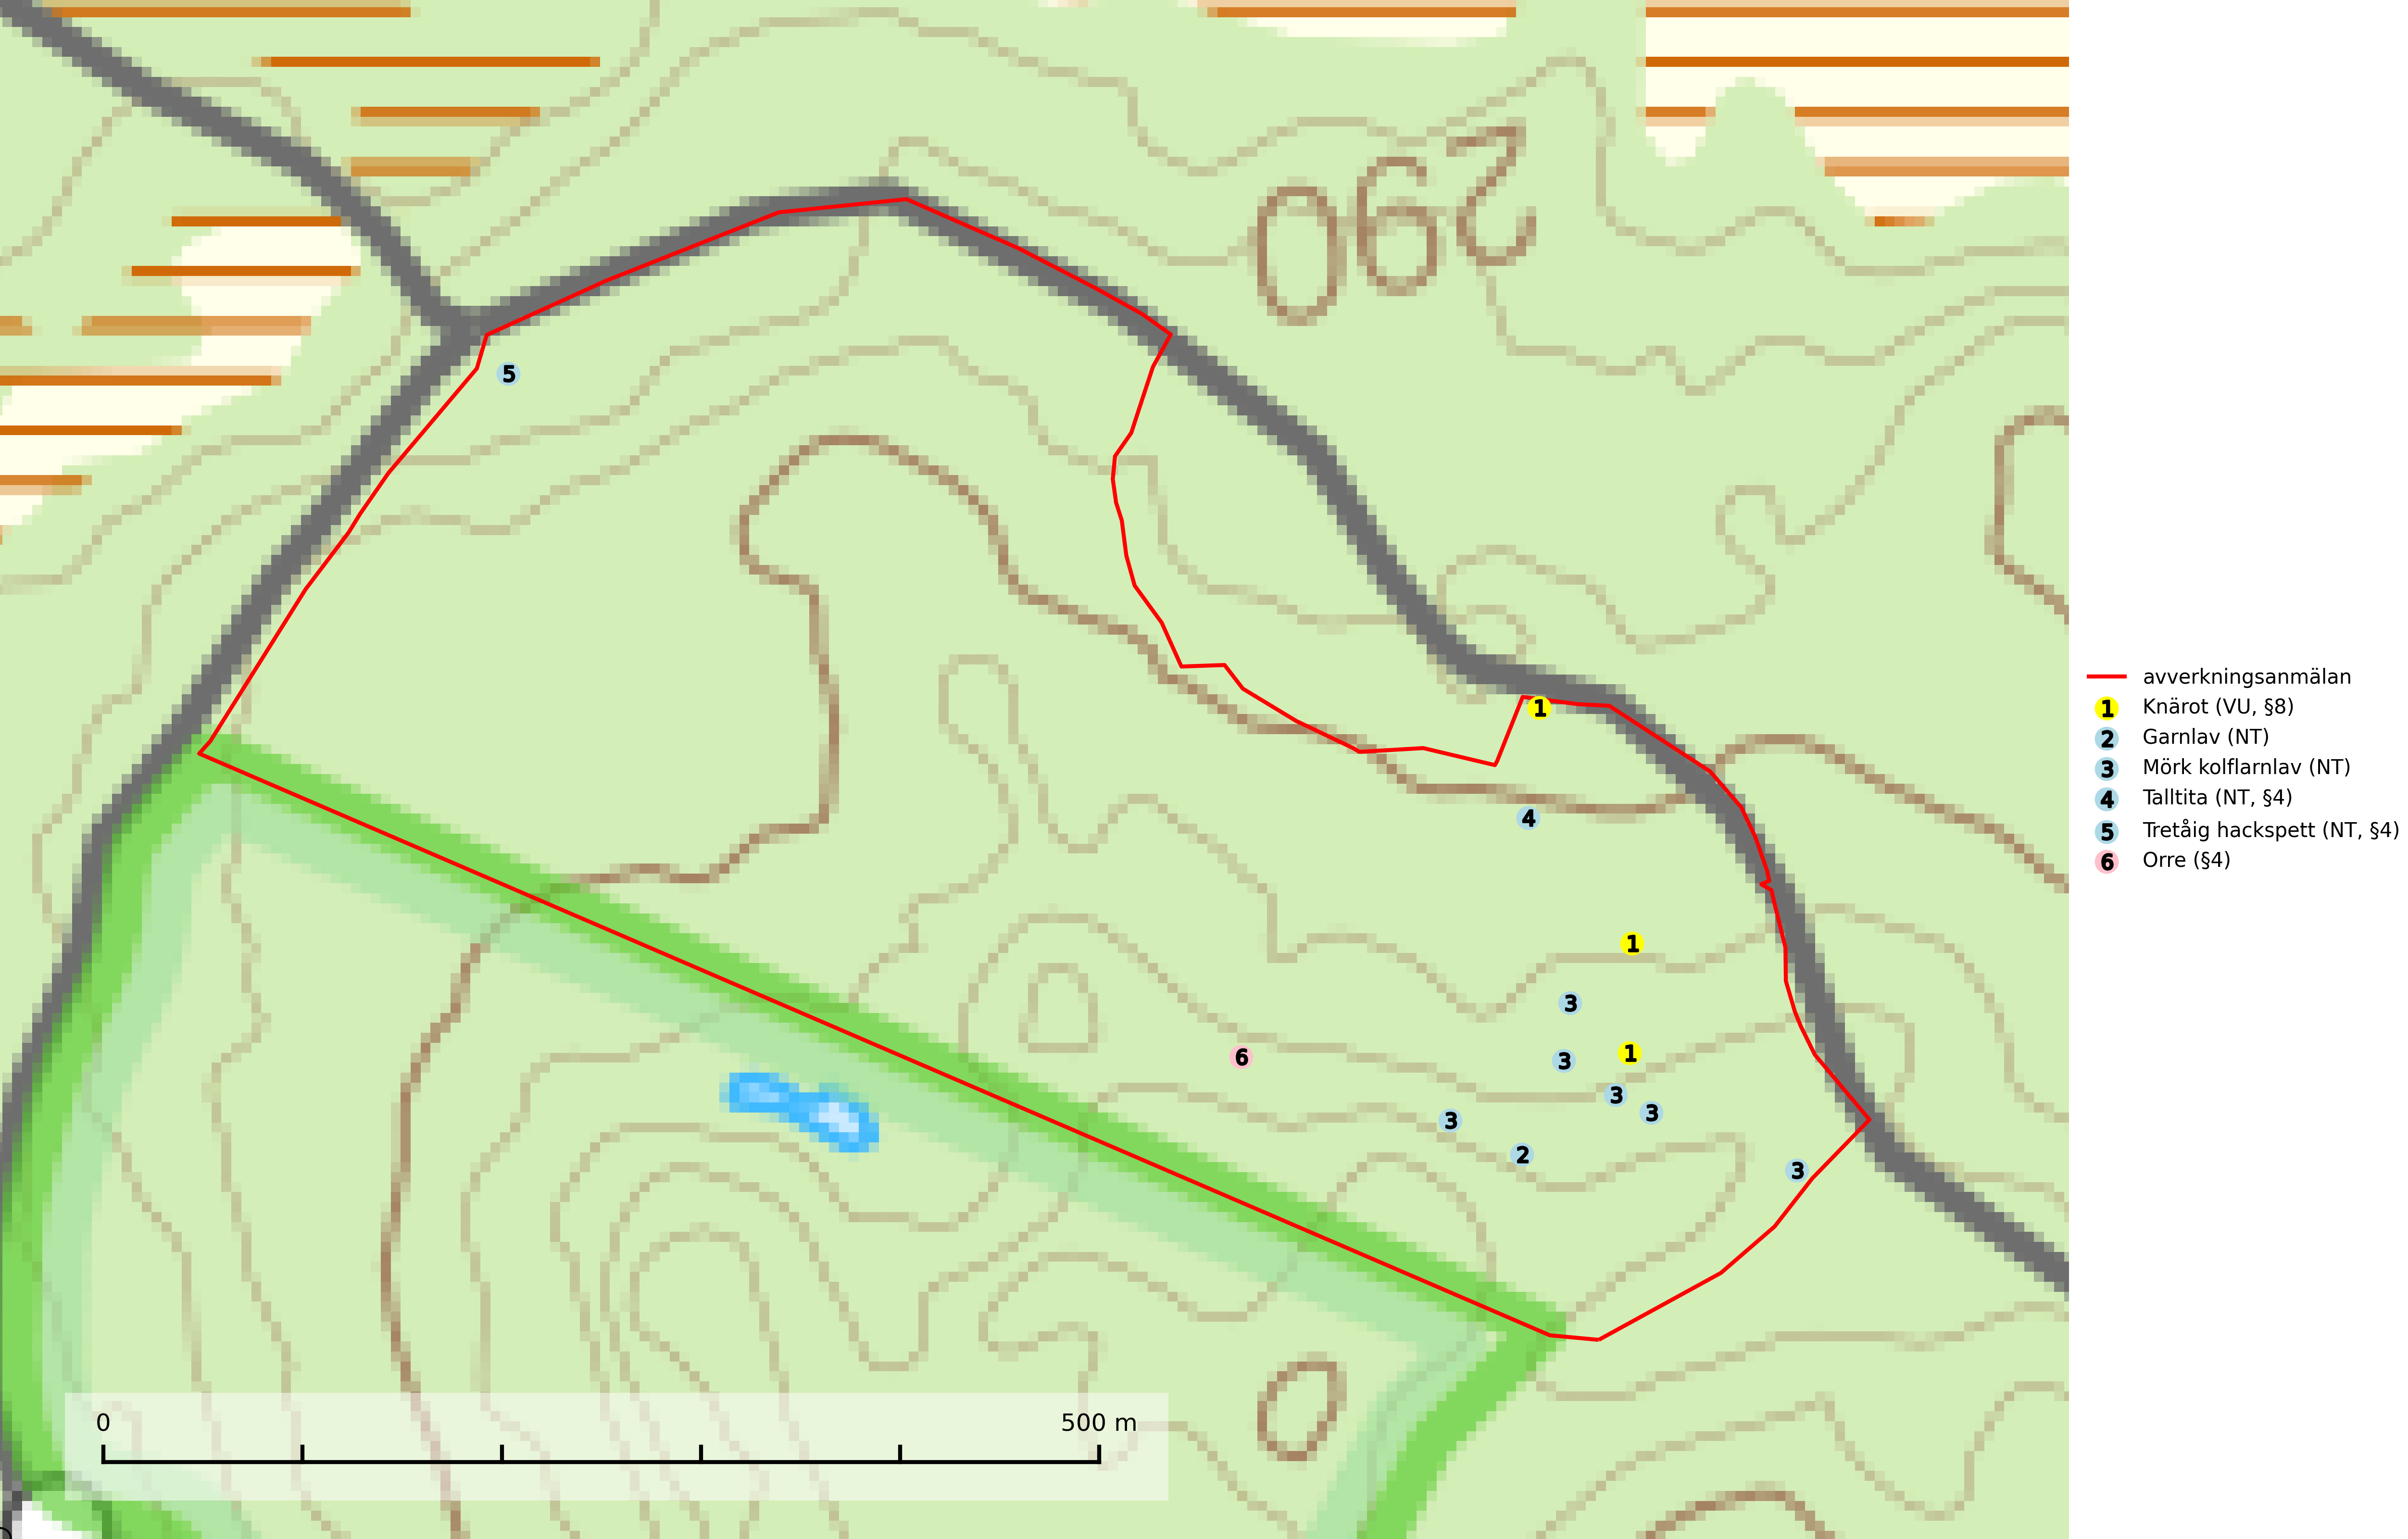 290
5
1
4
1
3
3
1
3
3
3
6
2
3
0
500 m
avverkningsanmälan
1 Knärot (VU, §8)
2 Garnlav (NT)
3 Mörk kolflarnlav (NT)
4 Talltita (NT, §4)
5 Tretåig hackspett (NT, §4)
6 Orre (§4)